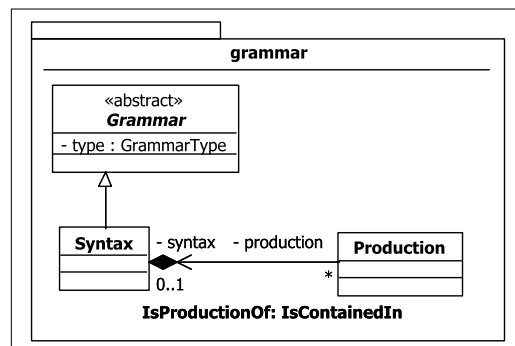 grammar
«abstract»
Grammar
- type : GrammarType
Syntax
- syntax
- production
Production
0..1
*
IsProductionOf: IsContainedIn